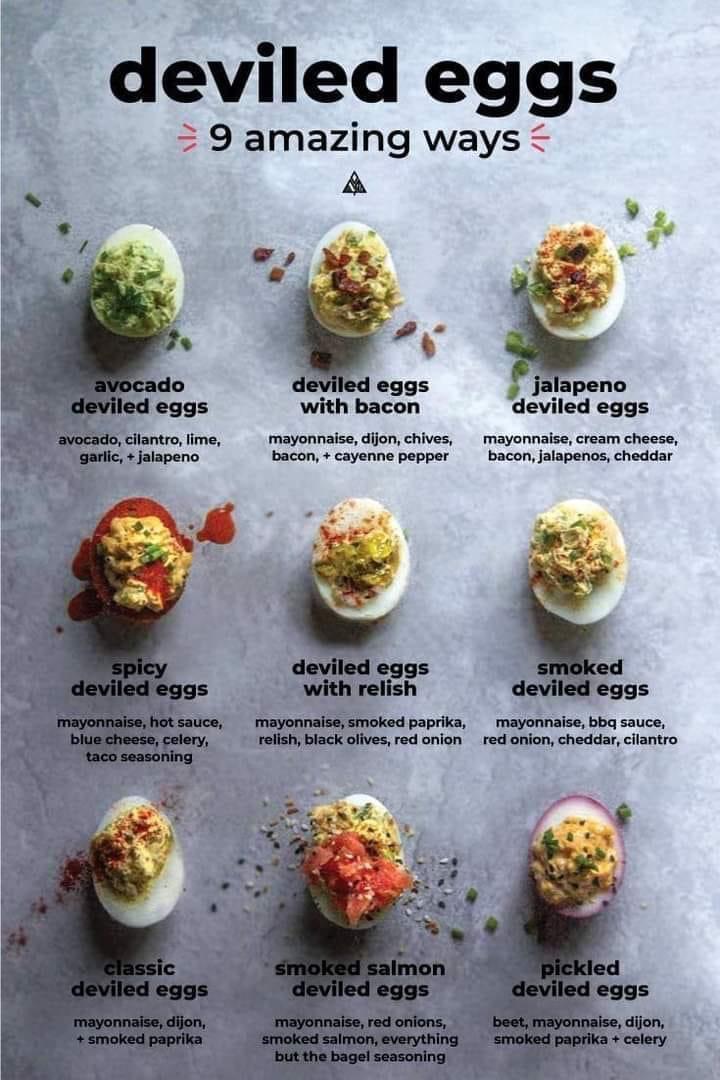 deviled eggs
9 amazing ways
avocado
deviled eggs
avocado, cilantro, lime,
garlic, + jalapeno
deviled eggs
with bacon
mayonnaise, dijon, chives,
bacon, + cayenne pepper
jalapeno
deviled eggs
mayonnaise, cream cheese,
bacon, jalapenos, cheddar
spicy
deviled eggs
mayonnaise, hot sauce,
blue cheese, celery,
taco seasoning
deviled eggs
with relish
mayonnaise, smoked paprika,
relish, black olives, red onion
smoked
deviled eggs
mayonnaise, bbq sauce,
red onion, cheddar, cilantro
classic
deviled eggs
mayonnaise, dijon,
+ smoked paprika
smoked salmon
deviled eggs
mayonnaise, red onions,
smoked salmon, everything
but the bagel seasoning
pickled
deviled eggs
beet, mayonnaise, dijon,
smoked paprika + celery